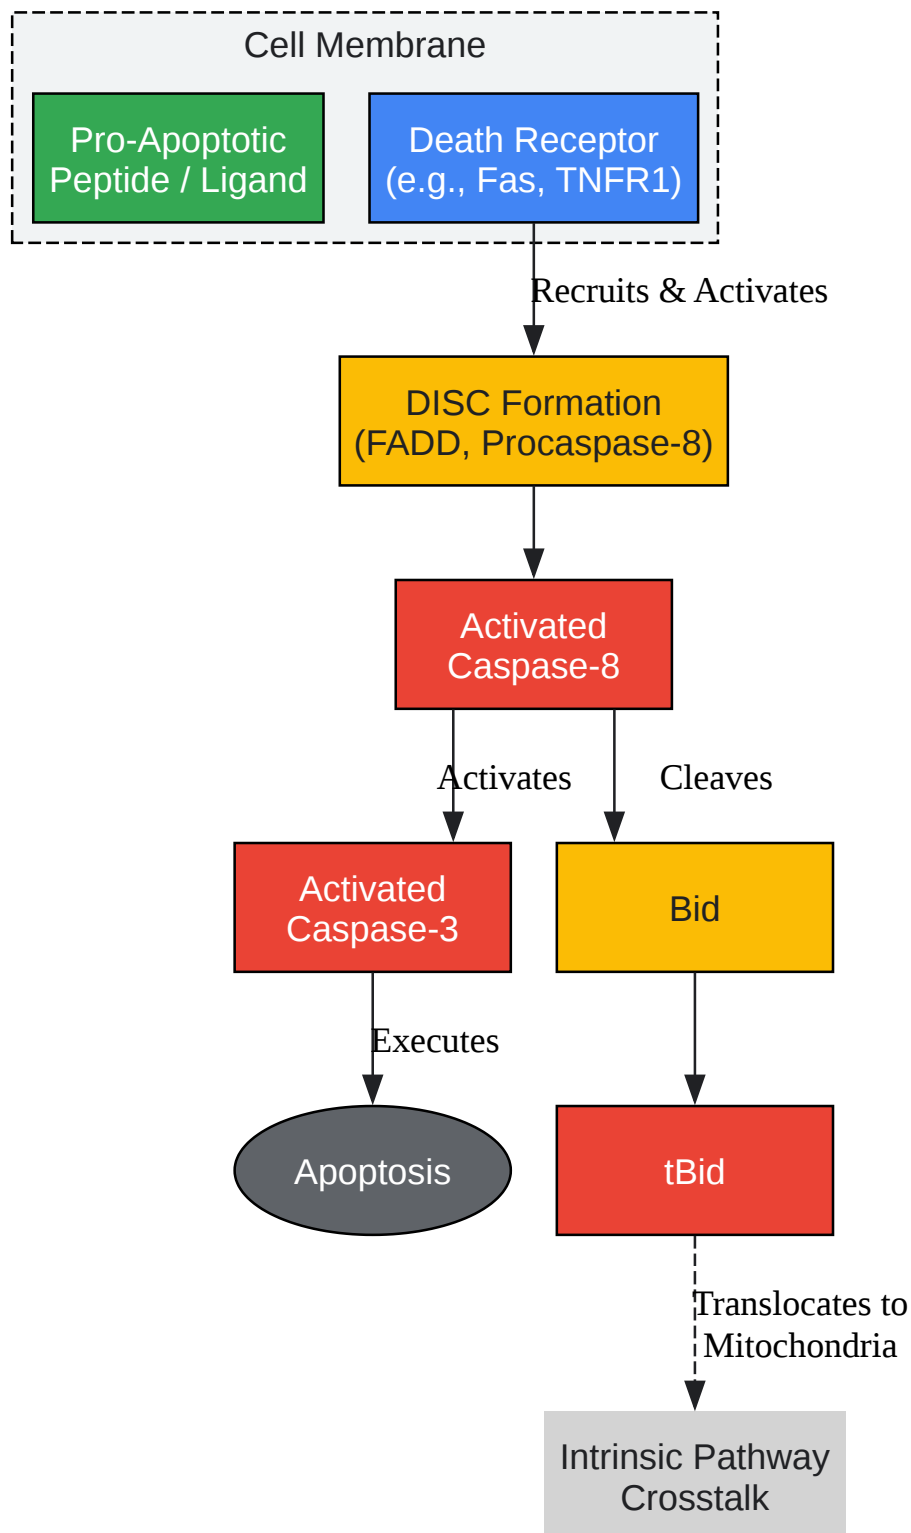 Cell Membrane
Pro-Apoptotic
Peptide / Ligand
Death Receptor
(e.g., Fas, TNFR1)
Recruits & Activates
DISC Formation
(FADD, Procaspase-8)
Activated
Caspase-8
Activates
Cleaves
Activated
Caspase-3
Bid
Executes
Apoptosis
tBid
Translocates to
Mitochondria
Intrinsic Pathway
Crosstalk